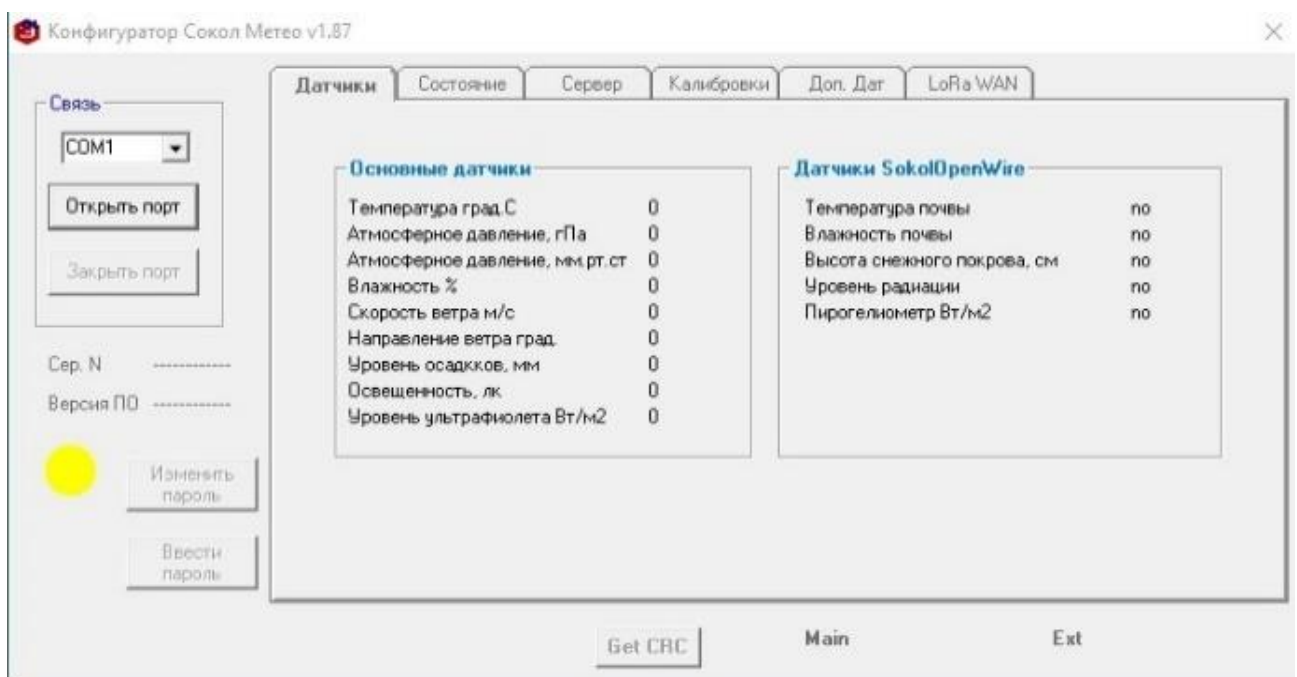 Конфигуратор Сокол Метео v1.87
Связь
COM1
Открыть порт
Закрыть порт
Сер. N ------------
Версия ПО ------------
Изменить
пароль
Ввести
пароль
Датчики Состояние Сервер Калибровки Доп. Дат LoRa WAN
Основные датчики
Температура град.С 0
Атмосферное давление, гПа 0
Атмосферное давление, мм.рт.ст 0
Влажность % 0
Скорость ветра м/с 0
Направление ветра град. 0
Уровень осадкков, мм 0
Освещенность, лк 0
Уровень ультрафиолета Вт/м2 0
Датчики SokolOpenWire
Температура почвы no
Влажность почвы no
Высота снежного покрова, см no
Уровень радиации no
Пирогелиометр Вт/м2 no
Get CRC Main Ext